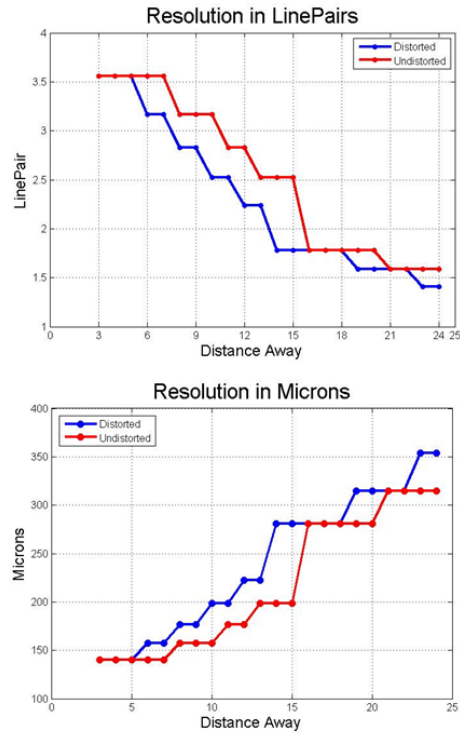 Resolution in LinePairs
4
Distorted
Undistorted
3.5
3
2.5
2
1.5
1
LinePair
0 3 6 9 12 15 18 21 24 25
Distance Away
Resolution in Microns
400
Distorted
Undistorted
350
300
250
200
150
100
Microns
0 5 10 15 20 25
Distance Away